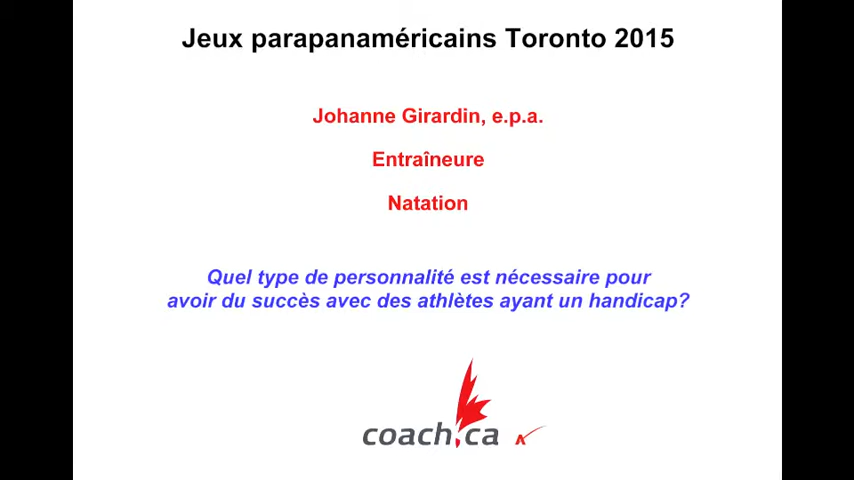 Jeux parapanaméricains Toronto 2015
Johanne Girardin, e.p.a.
Entraîneure
Natation
Quel type de personnalité est nécessaire pour
avoir du succès avec des athlètes ayant un handicap?
coach.ca